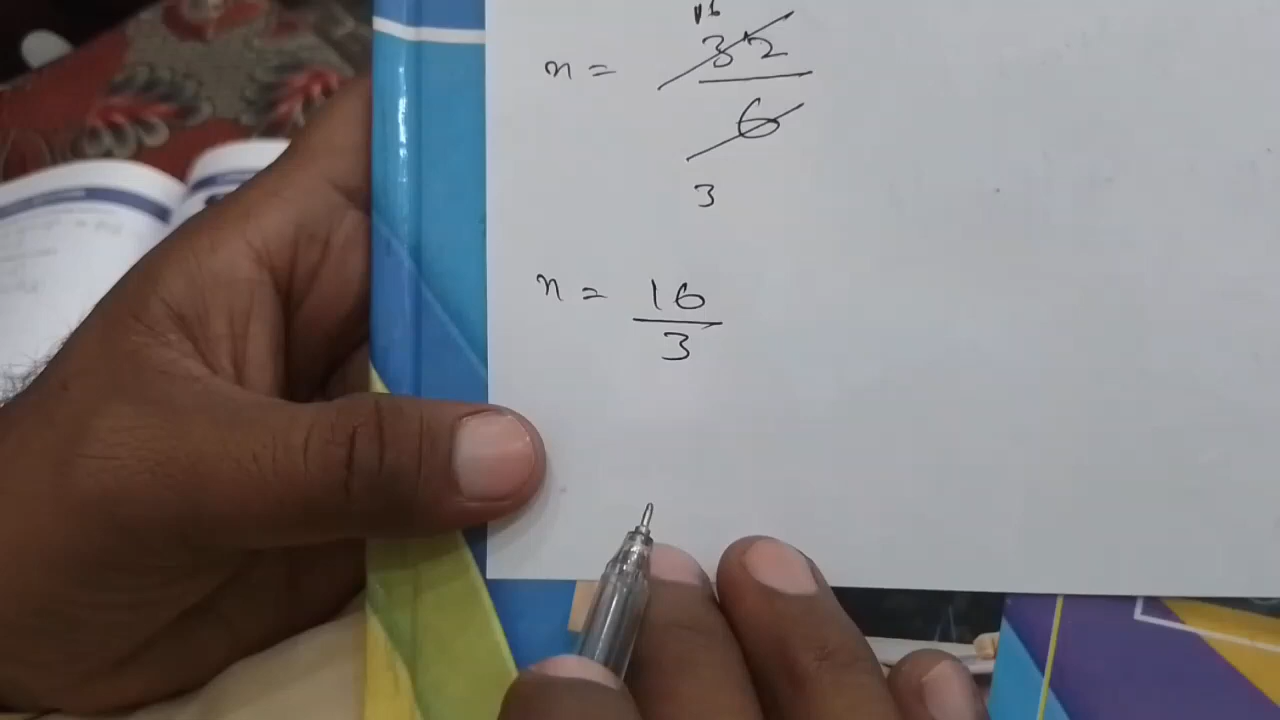 16
n = 32
6
3
n = 16
3